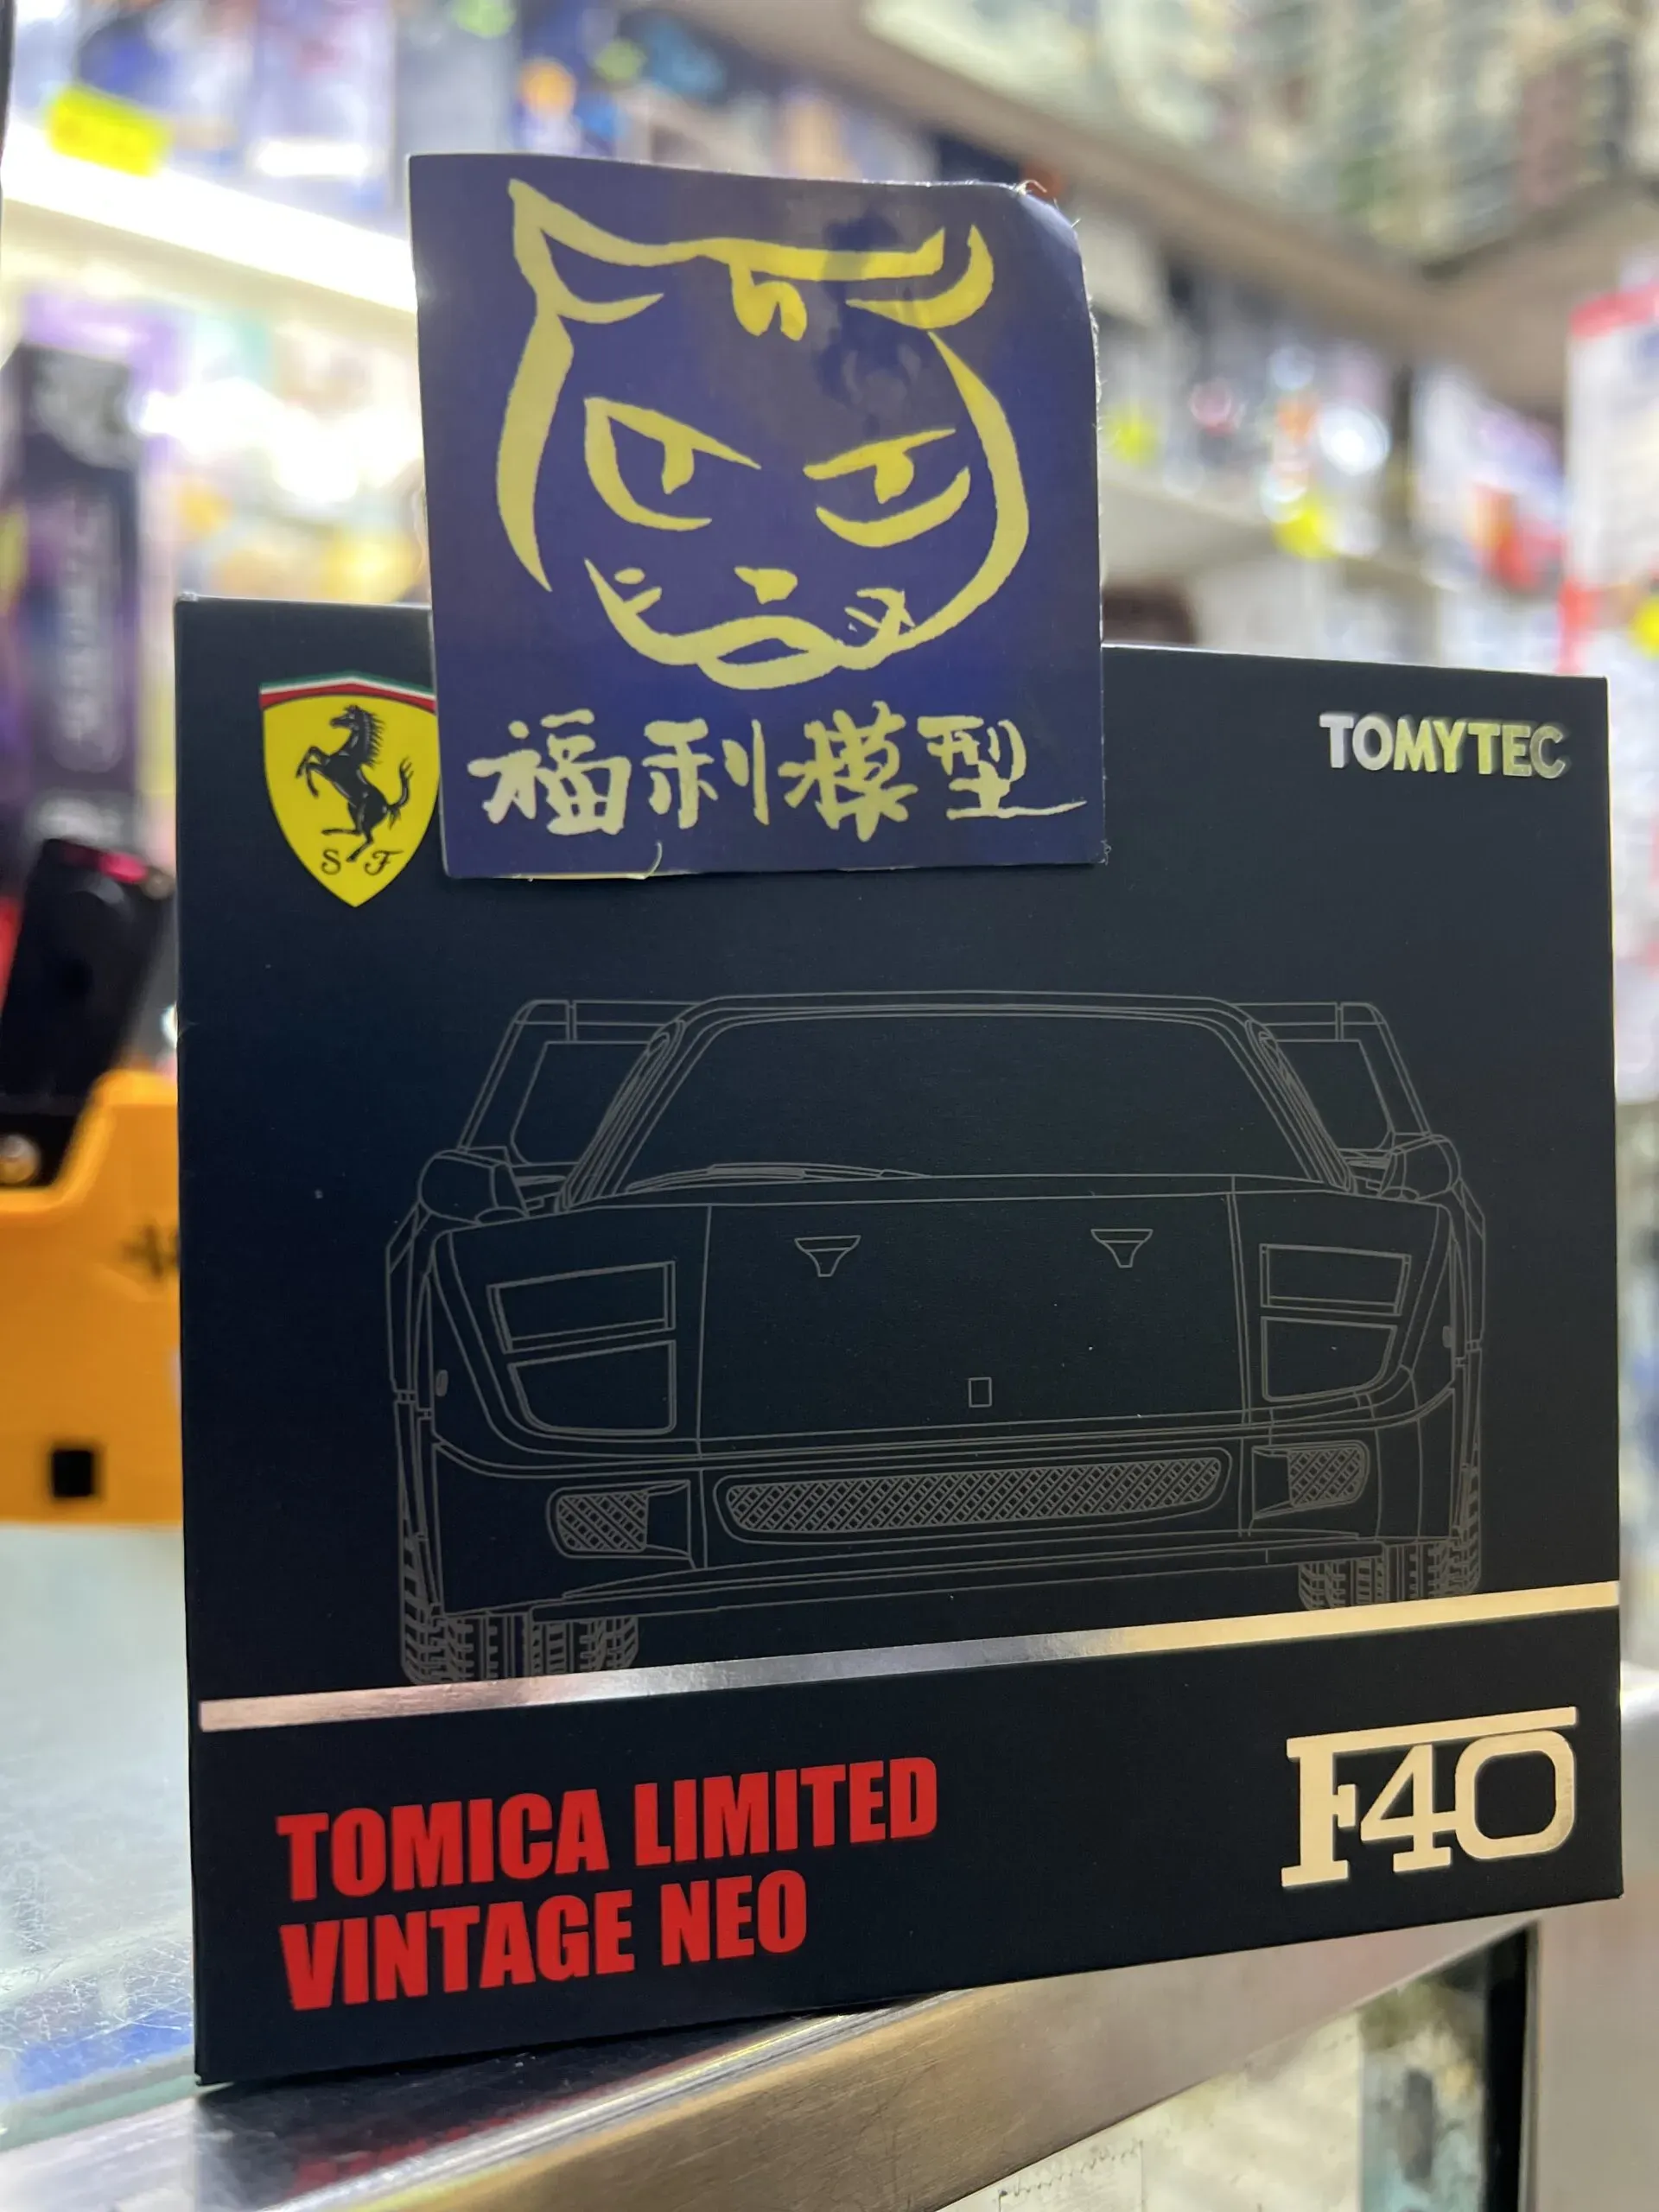 福利模型
S F
TOMYTEC
TOMICA LIMITED
VINTAGE NEO
F40